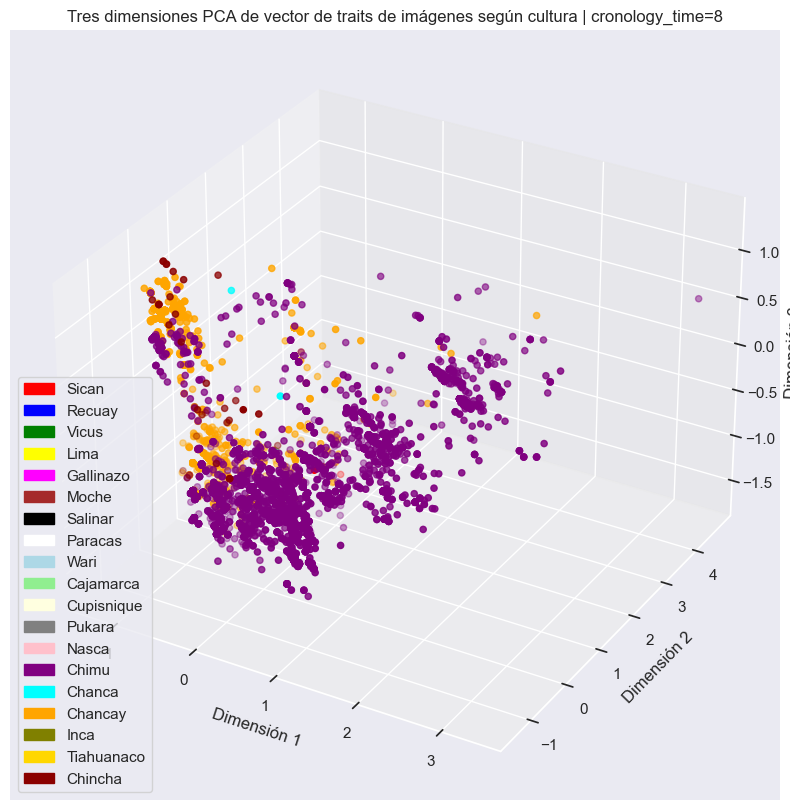 Tres dimensiones PCA de vector de traits de imágenes según cultura | cronology_time=8
1.0
0.5
0.0
−0.5
−1.0
−1.5
4
3
2
1
0
−1
Dimensión 2
0
1
2
3
Dimensión 1
Sican
Recuay
Vicus
Lima
Gallinazo
Moche
Salinar
Paracas
Wari
Cajamarca
Cupisnique
Pukara
Nasca
Chimu
Chanca
Chancay
Inca
Tiahuanaco
Chincha